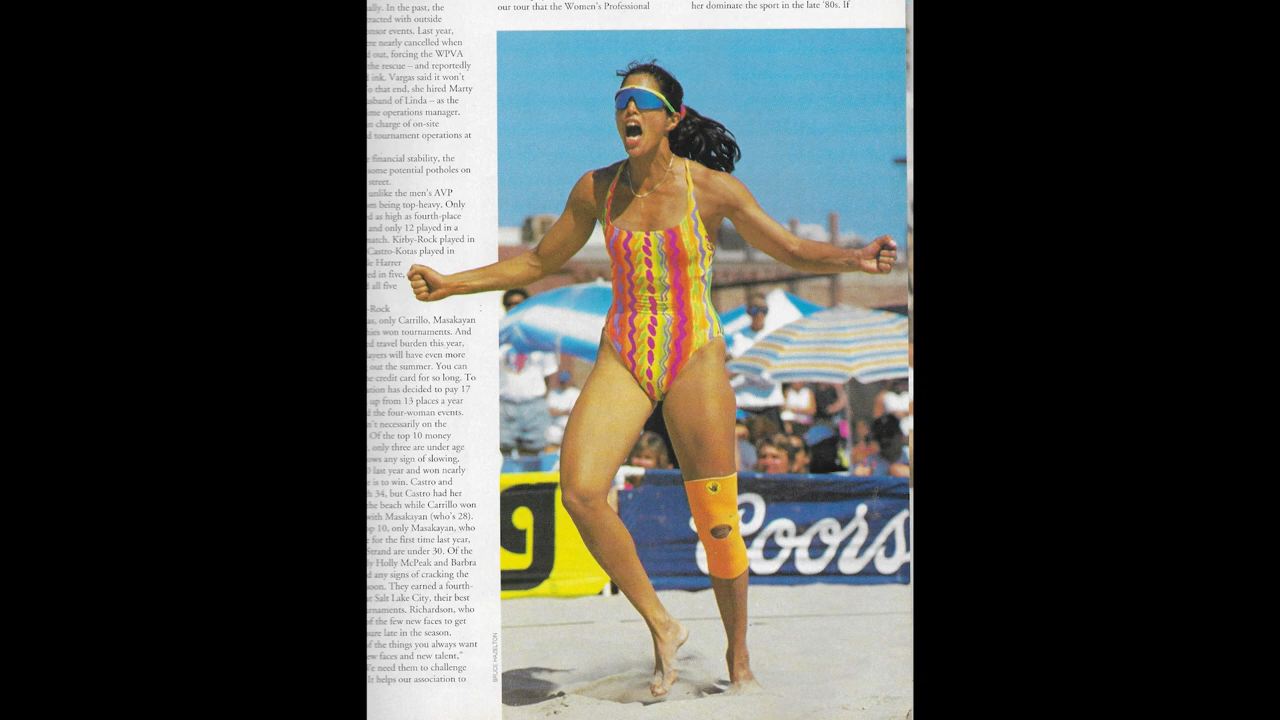 ally. In the past, the
racted with outside
nsor events. Last year,
re nearly cancelled when
d out, forcing the WPVA
the rescue – and reportedly
l ink. Vargas said it won't
o that end, she hired Marty
usband of Linda – as the
me operations manager.
in charge of on-site
d tournament operations at
e financial stability, the
some potential potholes on
street.
unlike the men's AVP
m being top-heavy. Only
d as high as fourth-place
and only 12 played in a
match. Kirby-Rock played in
Castro-Kotas played in
Harrer
ed in five,
l all five
-Rock
as, only Carrillo, Masakayan
ties won tournaments. And
nd travel burden this year,
ayers will have even more
out the summer. You can
e credit card for so long. To
ation has decided to pay 17
up from 13 places a year
d the four-woman events.
n't necessarily on the
Of the top 10 money
, only three are under age
ows any sign of slowing.
0 last year and won nearly
e is to win. Castro and
h 34, but Castro had her
the beach while Carrillo won
with Masakayan (who's 28).
op 10, only Masakayan, who
e for the first time last year,
Strand are under 30. Of the
y Holly McPeak and Barbra
d any signs of cracking the
soon. They earned a fourth-
at Salt Lake City, their best
rnaments. Richardson, who
of the few new faces to get
sure late in the season.
of the things you always want
ew faces and new talent,"
We need them to challenge
It helps our association to
our tour that the Women's Professional
her dominate the sport in the late '80s. If
Coors
BRUCE HAZELTON